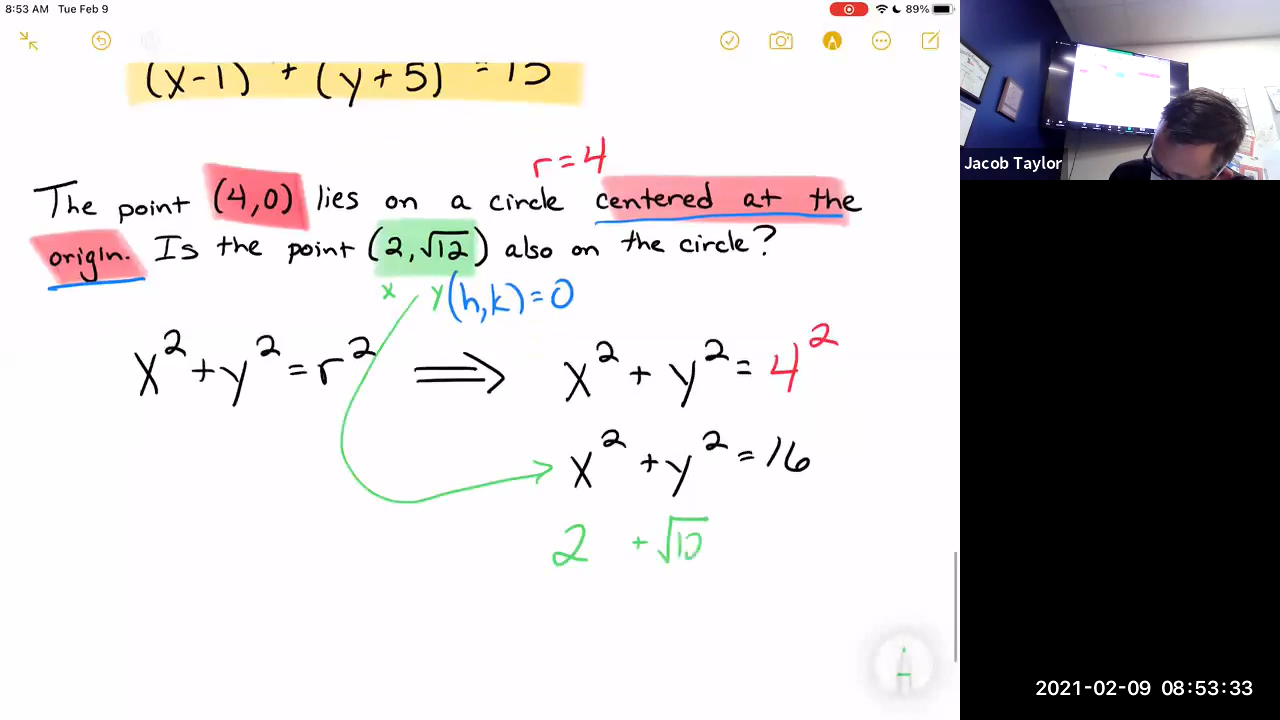 8:53 AM Tue Feb 9
89%
(x-1) + (y+5) = 15
r=4
The point (4,0) lies on a circle centered at the
origin. Is the point (2,√12) also on the circle?
x y (h,k)=0
x²+y²=r² ⟹ x²+y²=4²
x²+y²=16
2 +√12
Jacob Taylor
2021-02-09 08:53:33